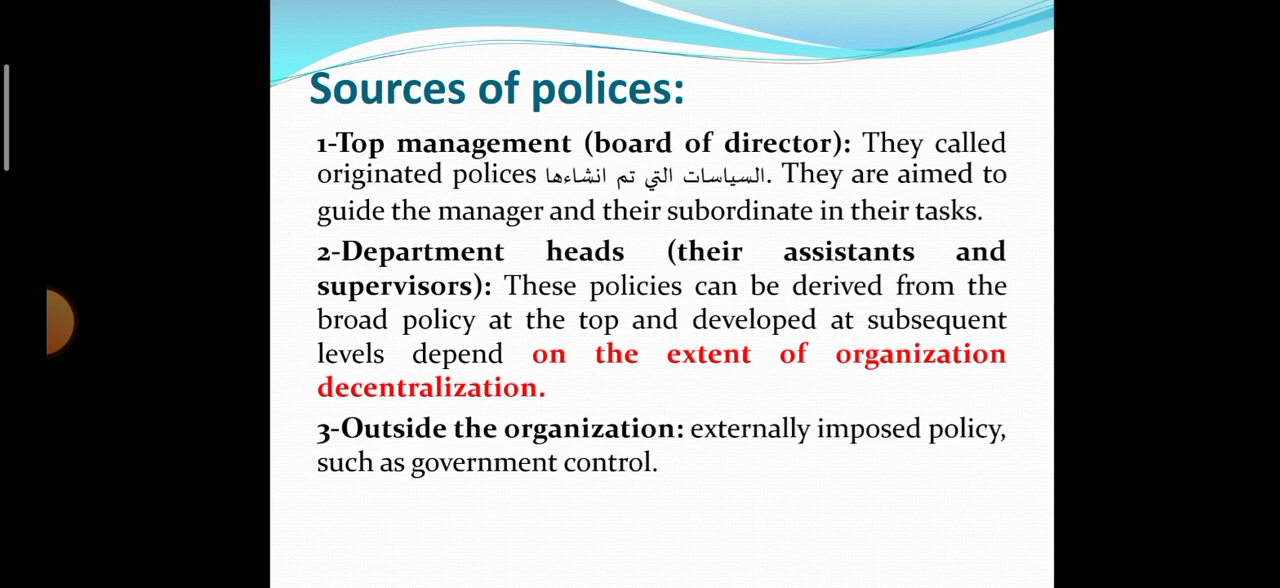 Sources of polices:
1-Top management (board of director): They called
originated polices السياسات التي تم انشاءها. They are aimed to
guide the manager and their subordinate in their tasks.
2-Department heads (their assistants and
supervisors): These policies can be derived from the
broad policy at the top and developed at subsequent
levels depend on the extent of organization
decentralization.
3-Outside the organization: externally imposed policy,
such as government control.